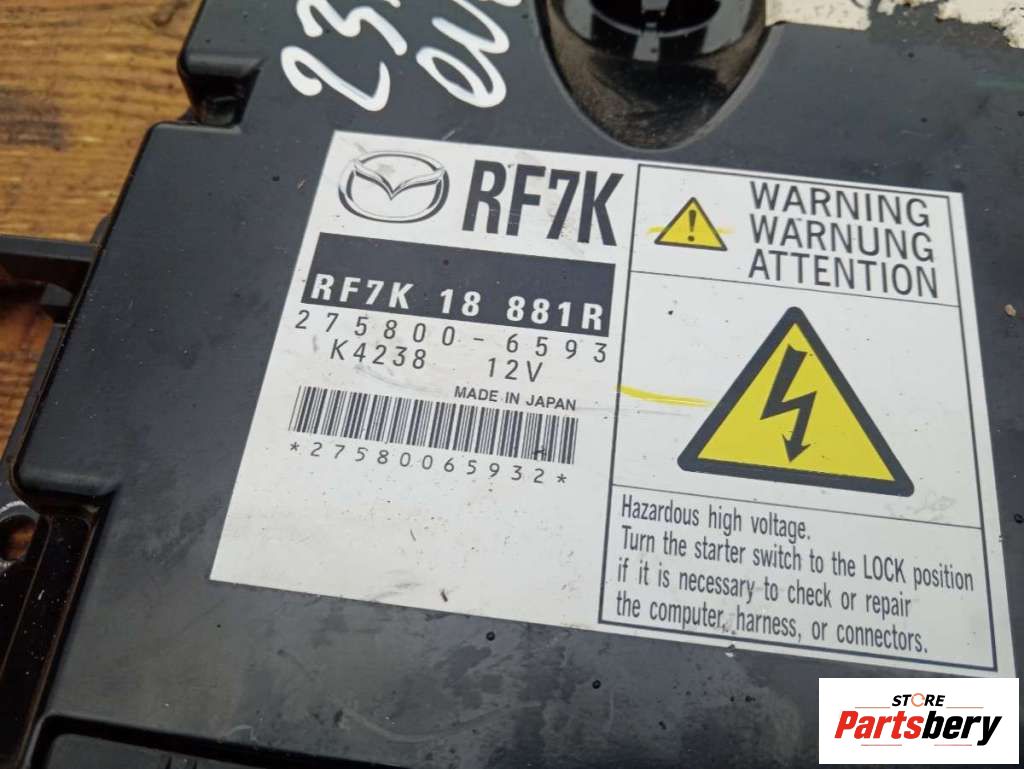 RF7K
RF7K 18 881R
275800-6593
K4238 12V
MADE IN JAPAN
*27580065932*
WARNING
WARNUNG
ATTENTION
Hazardous high voltage.
Turn the starter switch to the LOCK position
if it is necessary to check or repair
the computer, harness, or connectors.
STORE
Partsbery